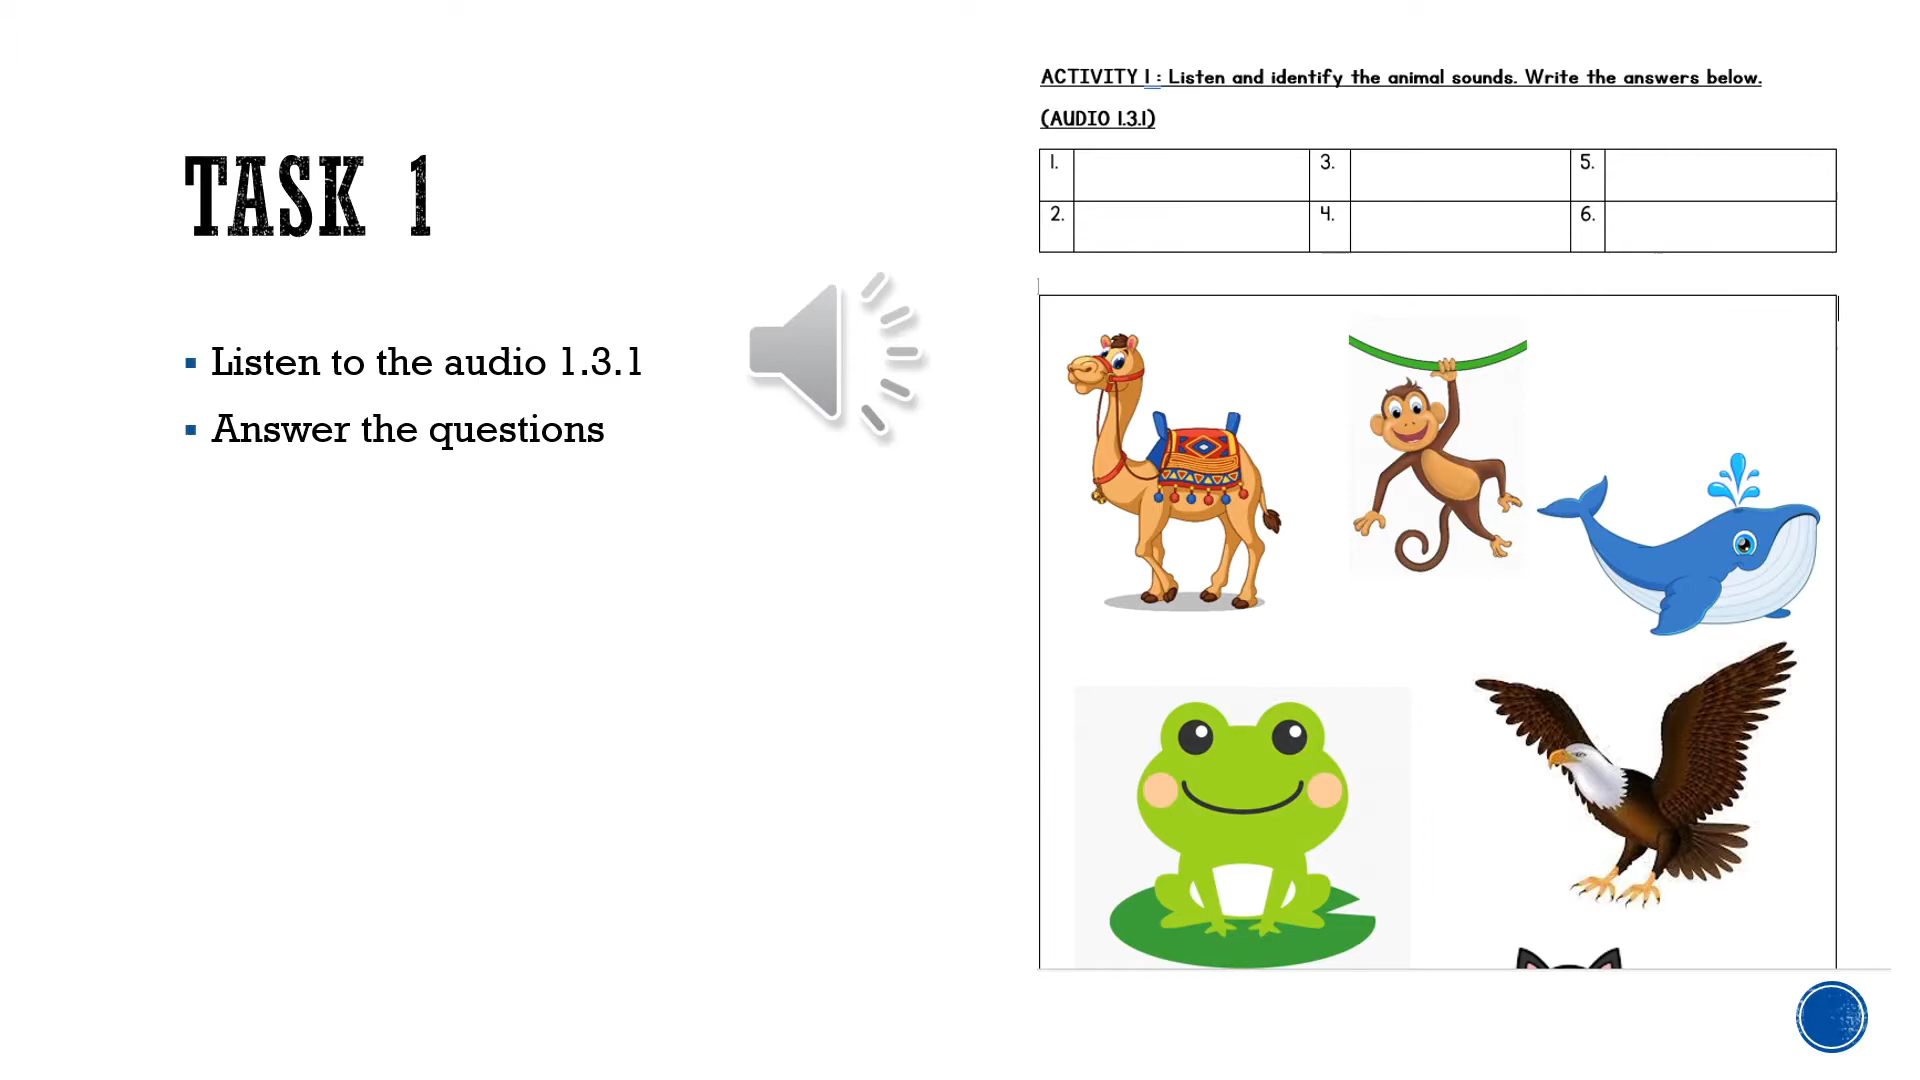 TASK 1
Listen to the audio 1.3.1
Answer the questions
ACTIVITY 1 : Listen and identify the animal sounds. Write the answers below.
(AUDIO 1.3.1)
1. 3. 5.
2. 4. 6.